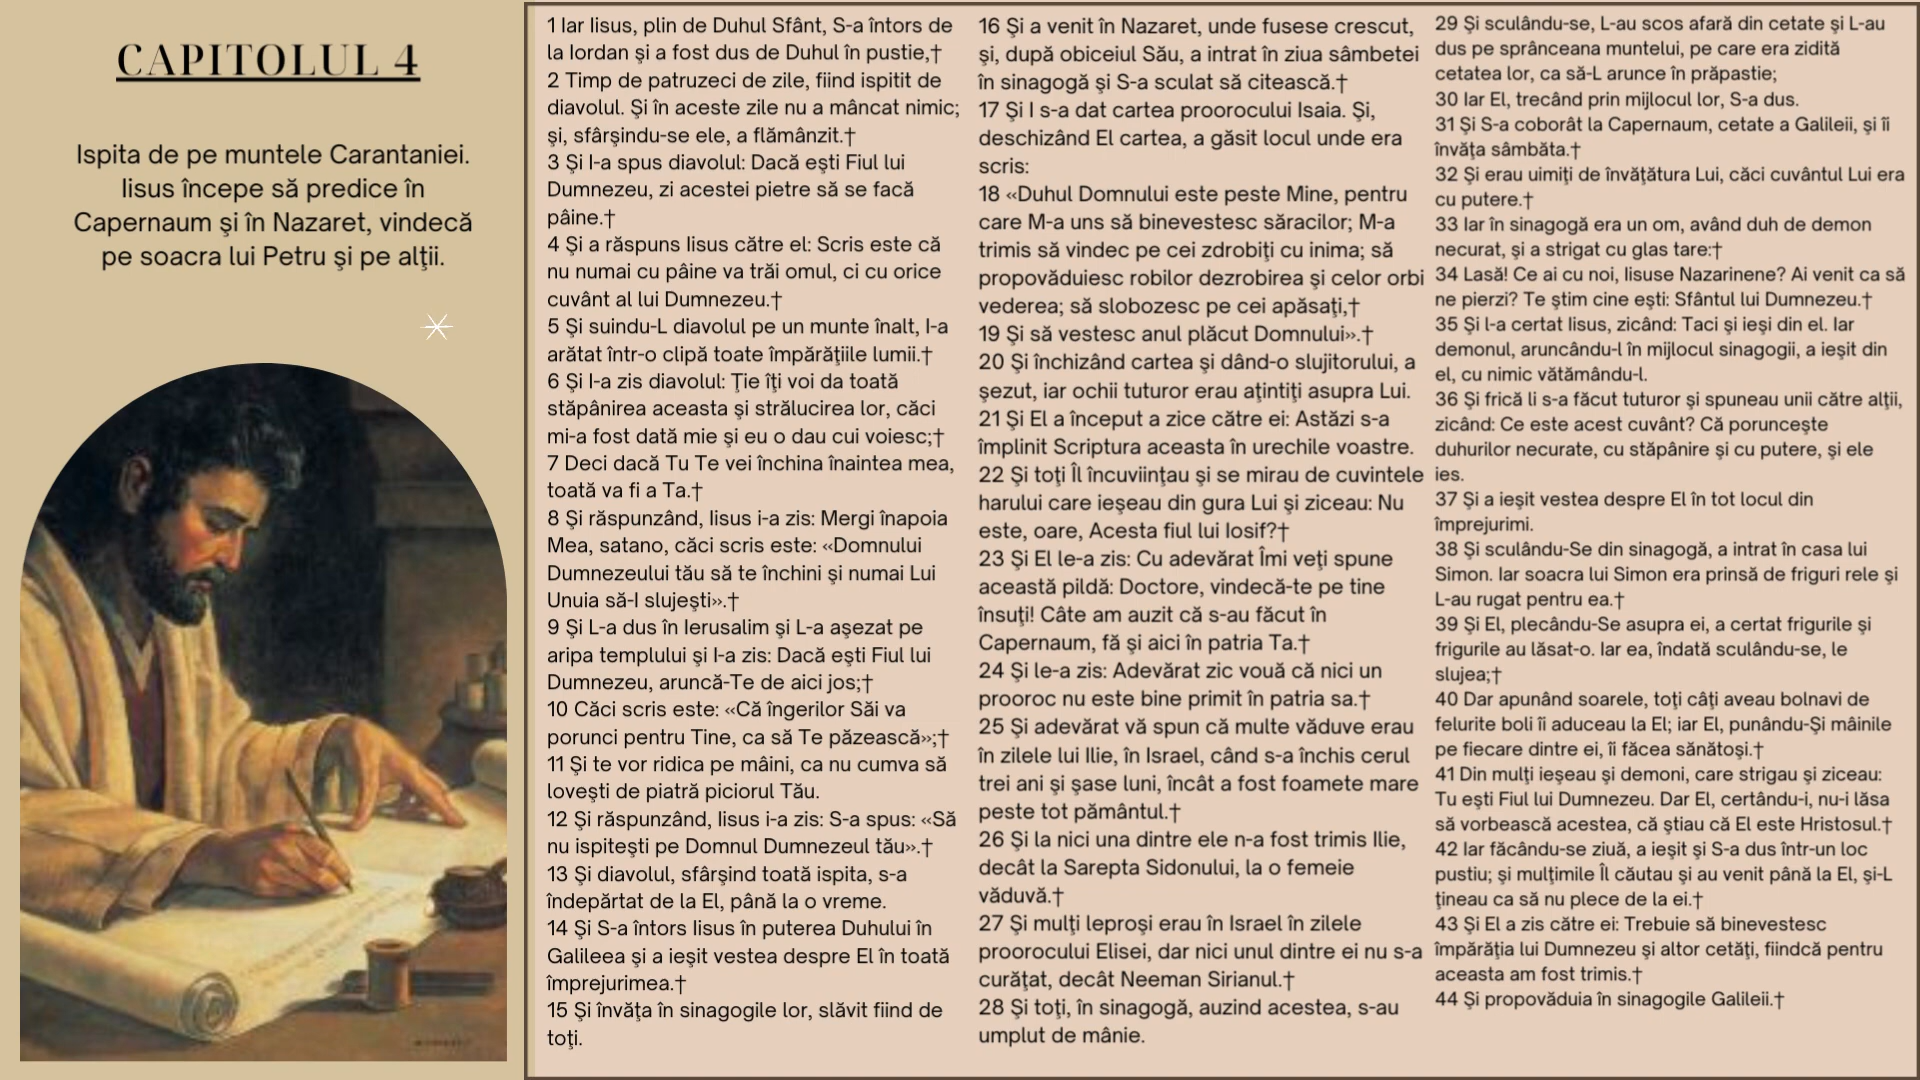 CAPITOLUL 4
Ispita de pe muntele Carantaniei.
Iisus începe să predice în
Capernaum şi în Nazaret, vindecă
pe soacra lui Petru şi pe alţii.
1 Iar Iisus, plin de Duhul Sfânt, S-a întors de
la Iordan şi a fost dus de Duhul în pustie,†
2 Timp de patruzeci de zile, fiind ispitit de
diavolul. Şi în aceste zile nu a mâncat nimic;
şi, sfârşindu-se ele, a flămânzit.†
3 Şi I-a spus diavolul: Dacă eşti Fiul lui
Dumnezeu, zi acestei pietre să se facă
pâine.†
4 Şi a răspuns Iisus către el: Scris este că
nu numai cu pâine va trăi omul, ci cu orice
cuvânt al lui Dumnezeu.†
5 Şi suindu-L diavolul pe un munte înalt, I-a
arătat într-o clipă toate împărăţiile lumii.†
6 Şi I-a zis diavolul: Ţie îţi voi da toată
stăpânirea aceasta şi strălucirea lor, căci
mi-a fost dată mie şi eu o dau cui voiesc;†
7 Deci dacă Tu Te vei închina înaintea mea,
toată va fi a Ta.†
8 Şi răspunzând, Iisus i-a zis: Mergi înapoia
Mea, satano, căci scris este: «Domnului
Dumnezeului tău să te închini şi numai Lui
Unuia să-I slujeşti».†
9 Şi L-a dus în Ierusalim şi L-a aşezat pe
aripa templului şi I-a zis: Dacă eşti Fiul lui
Dumnezeu, aruncă-Te de aici jos;†
10 Căci scris este: «Că îngerilor Săi va
porunci pentru Tine, ca să Te păzească»;†
11 Şi te vor ridica pe mâini, ca nu cumva să
loveşti de piatră piciorul Tău.
12 Şi răspunzând, Iisus i-a zis: S-a spus: «Să
nu ispiteşti pe Domnul Dumnezeul tău».†
13 Şi diavolul, sfârşind toată ispita, s-a
îndepărtat de la El, până la o vreme.
14 Şi S-a întors Iisus în puterea Duhului în
Galileea şi a ieşit vestea despre El în toată
împrejurimea.†
15 Şi învăţa în sinagogile lor, slăvit fiind de
toţi.
16 Şi a venit în Nazaret, unde fusese crescut,
şi, după obiceiul Său, a intrat în ziua sâmbetei
în sinagogă şi S-a sculat să citească.†
17 Şi I s-a dat cartea proorocului Isaia. Şi,
deschizând El cartea, a găsit locul unde era
scris:
18 «Duhul Domnului este peste Mine, pentru
care M-a uns să binevestesc săracilor; M-a
trimis să vindec pe cei zdrobiţi cu inima; să
propovăduiesc robilor dezrobirea şi celor orbi
vederea; să slobozesc pe cei apăsaţi,†
19 Şi să vestesc anul plăcut Domnului».†
20 Şi închizând cartea şi dând-o slujitorului, a
şezut, iar ochii tuturor erau aţintiţi asupra Lui.
21 Şi El a început a zice către ei: Astăzi s-a
împlinit Scriptura aceasta în urechile voastre.
22 Şi toţi Îl încuviinţau şi se mirau de cuvintele
harului care ieşeau din gura Lui şi ziceau: Nu
este, oare, Acesta fiul lui Iosif?†
23 Şi El le-a zis: Cu adevărat Îmi veţi spune
această pildă: Doctore, vindecă-te pe tine
însuţi! Câte am auzit că s-au făcut în
Capernaum, fă şi aici în patria Ta.†
24 Şi le-a zis: Adevărat zic vouă că nici un
prooroc nu este bine primit în patria sa.†
25 Şi adevărat vă spun că multe văduve erau
în zilele lui Ilie, în Israel, când s-a închis cerul
trei ani şi şase luni, încât a fost foamete mare
peste tot pământul.†
26 Şi la nici una dintre ele n-a fost trimis Ilie,
decât la Sarepta Sidonului, la o femeie
văduvă.†
27 Şi mulţi leproşi erau în Israel în zilele
proorocului Elisei, dar nici unul dintre ei nu s-a
curăţat, decât Neeman Sirianul.†
28 Şi toţi, în sinagogă, auzind acestea, s-au
umplut de mânie.
29 Şi sculându-se, L-au scos afară din cetate şi L-au
dus pe sprânceana muntelui, pe care era zidită
cetatea lor, ca să-L arunce în prăpastie;
30 Iar El, trecând prin mijlocul lor, S-a dus.
31 Şi S-a coborât la Capernaum, cetate a Galileii, şi îi
învăţa sâmbăta.†
32 Şi erau uimiţi de învăţătura Lui, căci cuvântul Lui era
cu putere.†
33 Iar în sinagogă era un om, având duh de demon
necurat, şi a strigat cu glas tare:†
34 Lasă! Ce ai cu noi, Iisuse Nazarinene? Ai venit ca să
ne pierzi? Te ştim cine eşti: Sfântul lui Dumnezeu.†
35 Şi l-a certat Iisus, zicând: Taci şi ieşi din el. Iar
demonul, aruncându-l în mijlocul sinagogii, a ieşit din
el, cu nimic vătămându-l.
36 Şi frică li s-a făcut tuturor şi spuneau unii către alţii,
zicând: Ce este acest cuvânt? Că porunceşte
duhurilor necurate, cu stăpânire şi cu putere, şi ele
ies.
37 Şi a ieşit vestea despre El în tot locul din
împrejurimi.
38 Şi sculându-Se din sinagogă, a intrat în casa lui
Simon. Iar soacra lui Simon era prinsă de friguri rele şi
L-au rugat pentru ea.†
39 Şi El, plecându-Se asupra ei, a certat frigurile şi
frigurile au lăsat-o. Iar ea, îndată sculându-se, le
slujea;†
40 Dar apunând soarele, toţi câţi aveau bolnavi de
felurite boli îi aduceau la El; iar El, punându-Şi mâinile
pe fiecare dintre ei, îi făcea sănătoşi.†
41 Din mulţi ieşeau şi demoni, care strigau şi ziceau:
Tu eşti Fiul lui Dumnezeu. Dar El, certându-i, nu-i lăsa
să vorbească acestea, că ştiau că El este Hristosul.†
42 Iar făcându-se ziuă, a ieşit şi S-a dus într-un loc
pustiu; şi mulţimile Îl căutau şi au venit până la El, şi-L
ţineau ca să nu plece de la ei.†
43 Şi El a zis către ei: Trebuie să binevestesc
împărăţia lui Dumnezeu şi altor cetăţi, fiindcă pentru
aceasta am fost trimis.†
44 Şi propovăduia în sinagogile Galileii.†